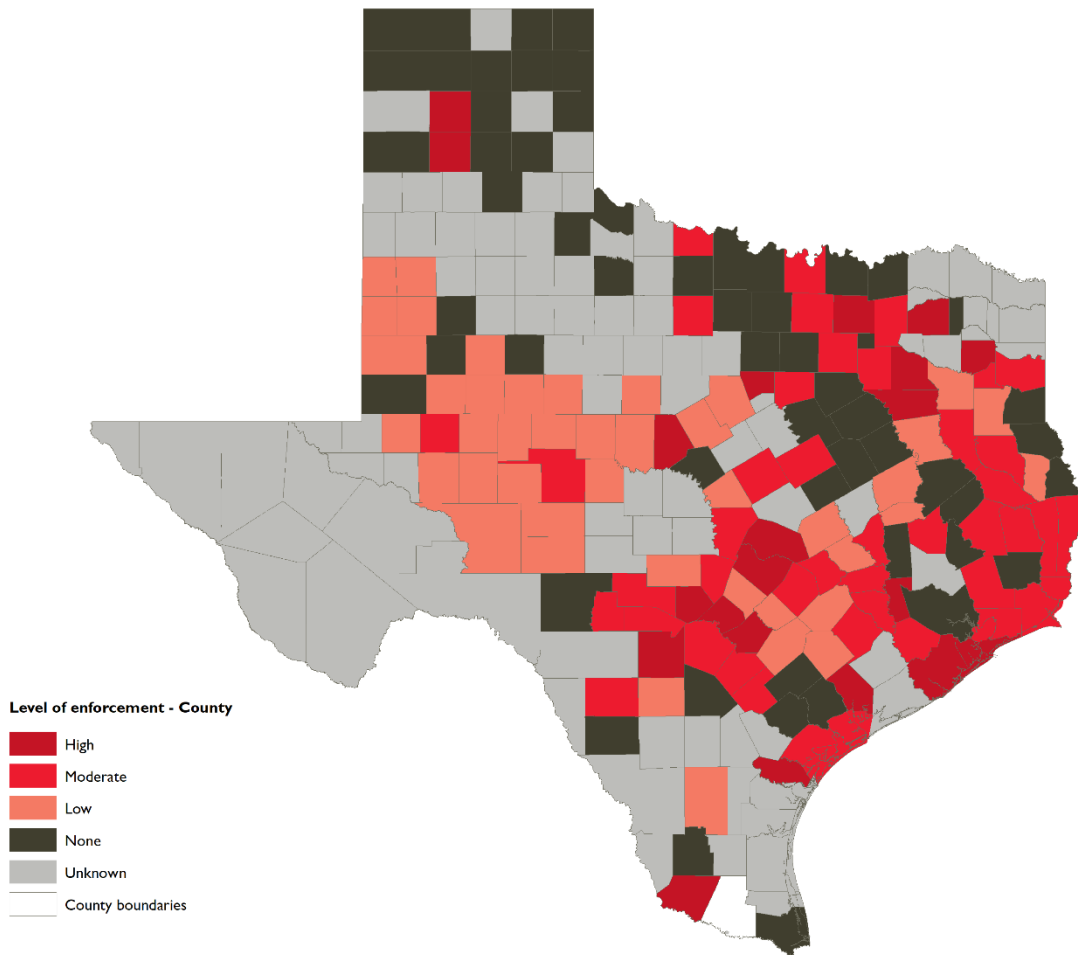 Level of enforcement - County
High
Moderate
Low
None
Unknown
County boundaries